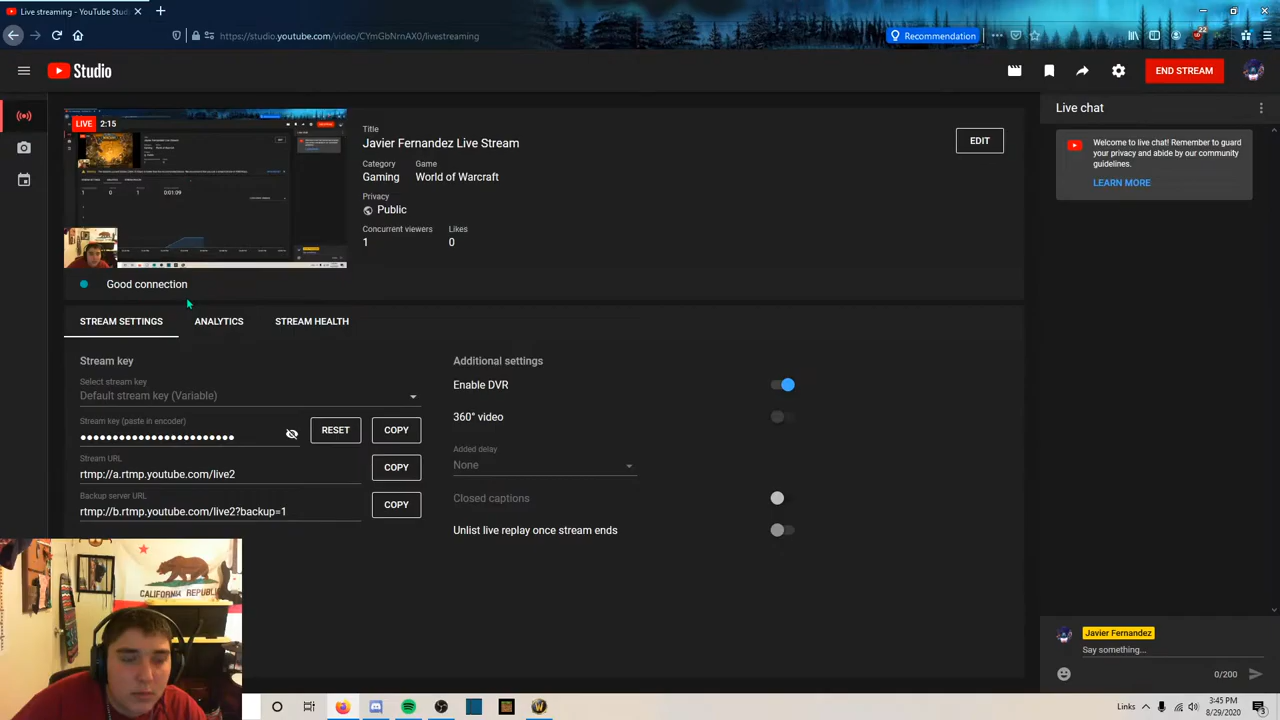 Live streaming - YouTube Studio
https://studio.youtube.com/video/CYmGbNrnAX0/livestreaming
Recommendation
22
Studio
END STREAM
LIVE 2:15
Title
Javier Fernandez Live Stream
EDIT
Category
Game
Gaming
World of Warcraft
Privacy
Public
Concurrent viewers
Likes
1
0
Good connection
Live chat
Welcome to live chat! Remember to guard
your privacy and abide by our community
guidelines.
LEARN MORE
STREAM SETTINGS
ANALYTICS
STREAM HEALTH
Stream key
Select stream key
Default stream key (Variable)
Stream key (paste in encoder)
••••••••••••••••••••••••
RESET
COPY
Stream URL
rtmp://a.rtmp.youtube.com/live2
COPY
Backup server URL
rtmp://b.rtmp.youtube.com/live2?backup=1
COPY
Additional settings
Enable DVR
360° video
Added delay
None
Closed captions
Unlist live replay once stream ends
CALIFORNIA REPUBL
Javier Fernandez
Say something...
0/200
Links
3:45 PM
8/29/2020
3